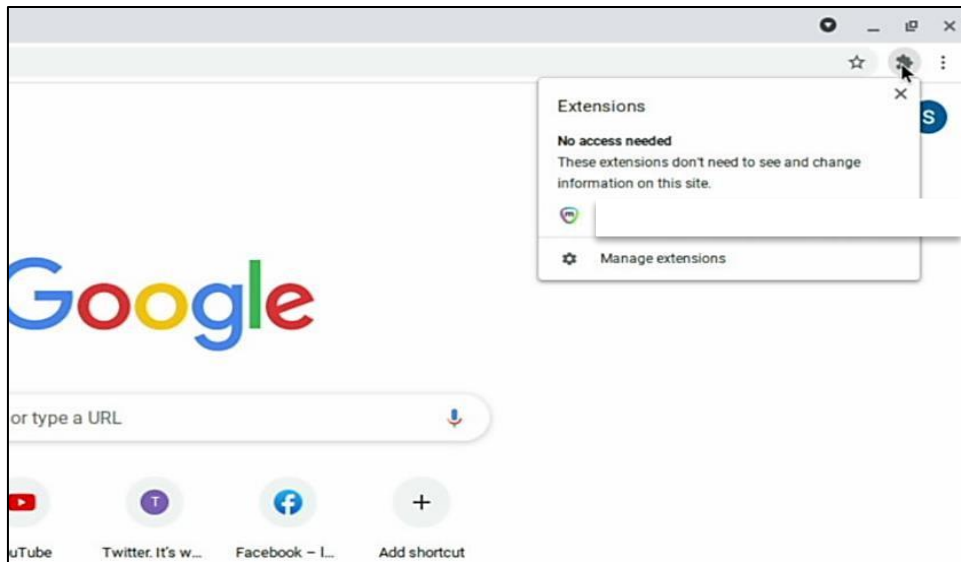 Extensions
S
No access needed
These extensions don't need to see and change
information on this site.
m
Manage extensions
Google
or type a URL
T
uTube
Twitter. It's w...
Facebook – l...
Add shortcut